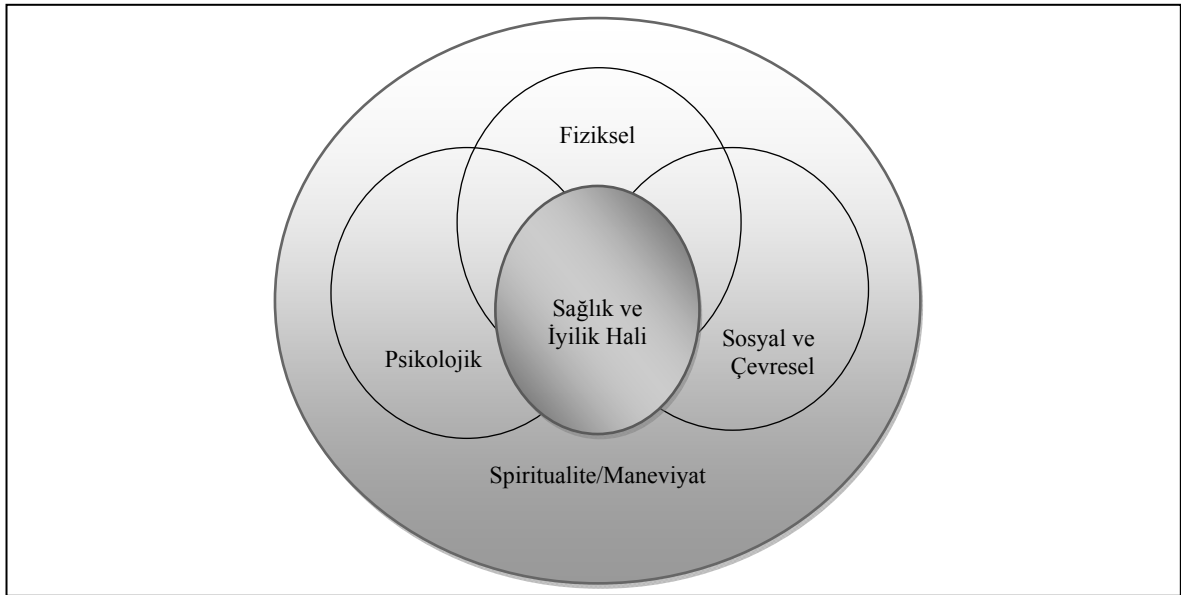 Fiziksel
Sağlık ve
İyilik Hali
Psikolojik
Sosyal ve
Çevresel
Spiritualite/Maneviyat